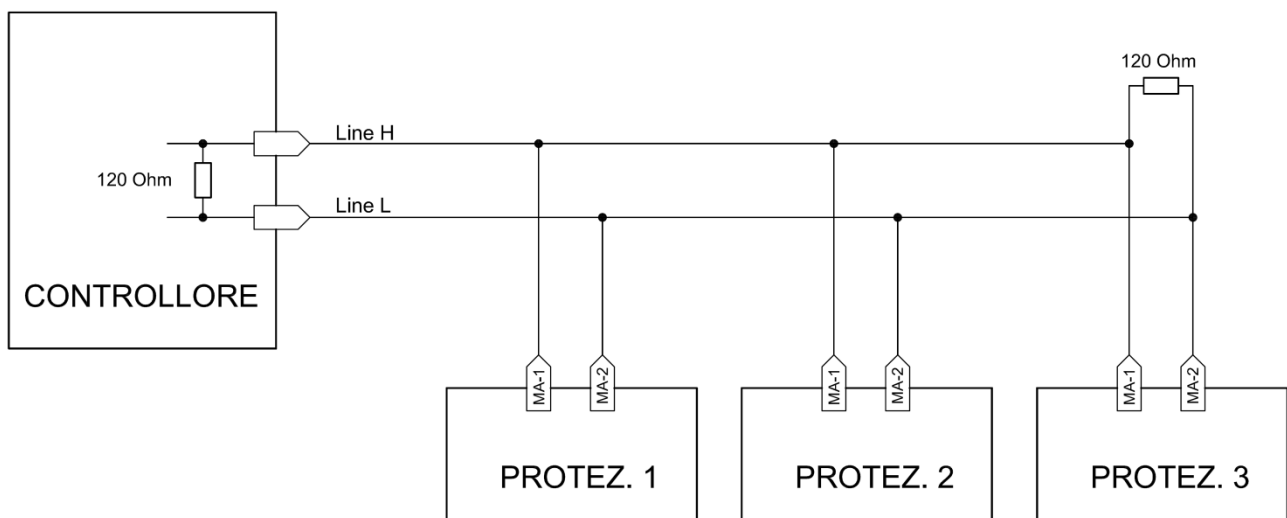 120 Ohm
Line H
120 Ohm
Line L
CONTROLLORE
MA-1
MA-2
MA-1
MA-2
MA-1
MA-2
PROTEZ. 1
PROTEZ. 2
PROTEZ. 3